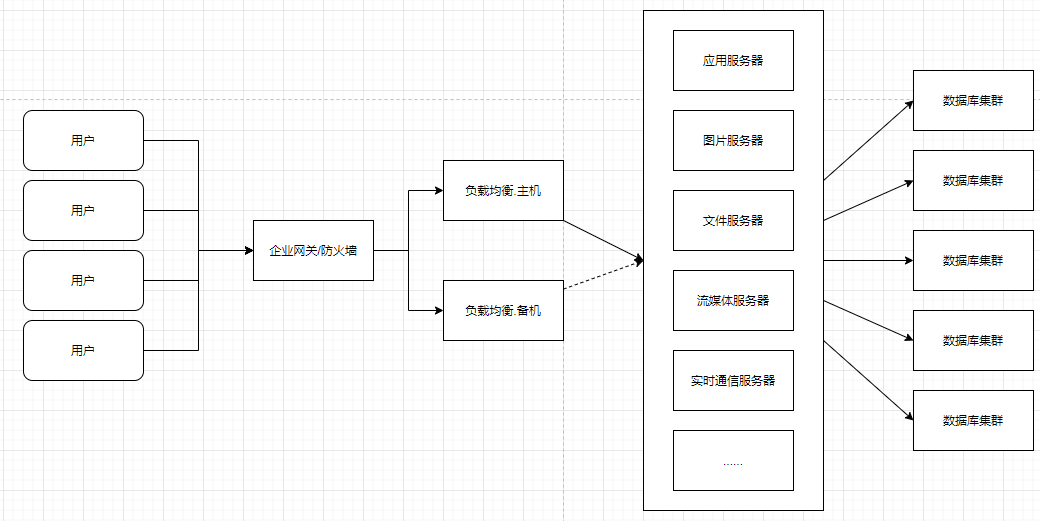 用户
用户
用户
用户
企业网关/防火墙
负载均衡.主机
负载均衡.备机
应用服务器
图片服务器
文件服务器
流媒体服务器
实时通信服务器
……
数据库集群
数据库集群
数据库集群
数据库集群
数据库集群